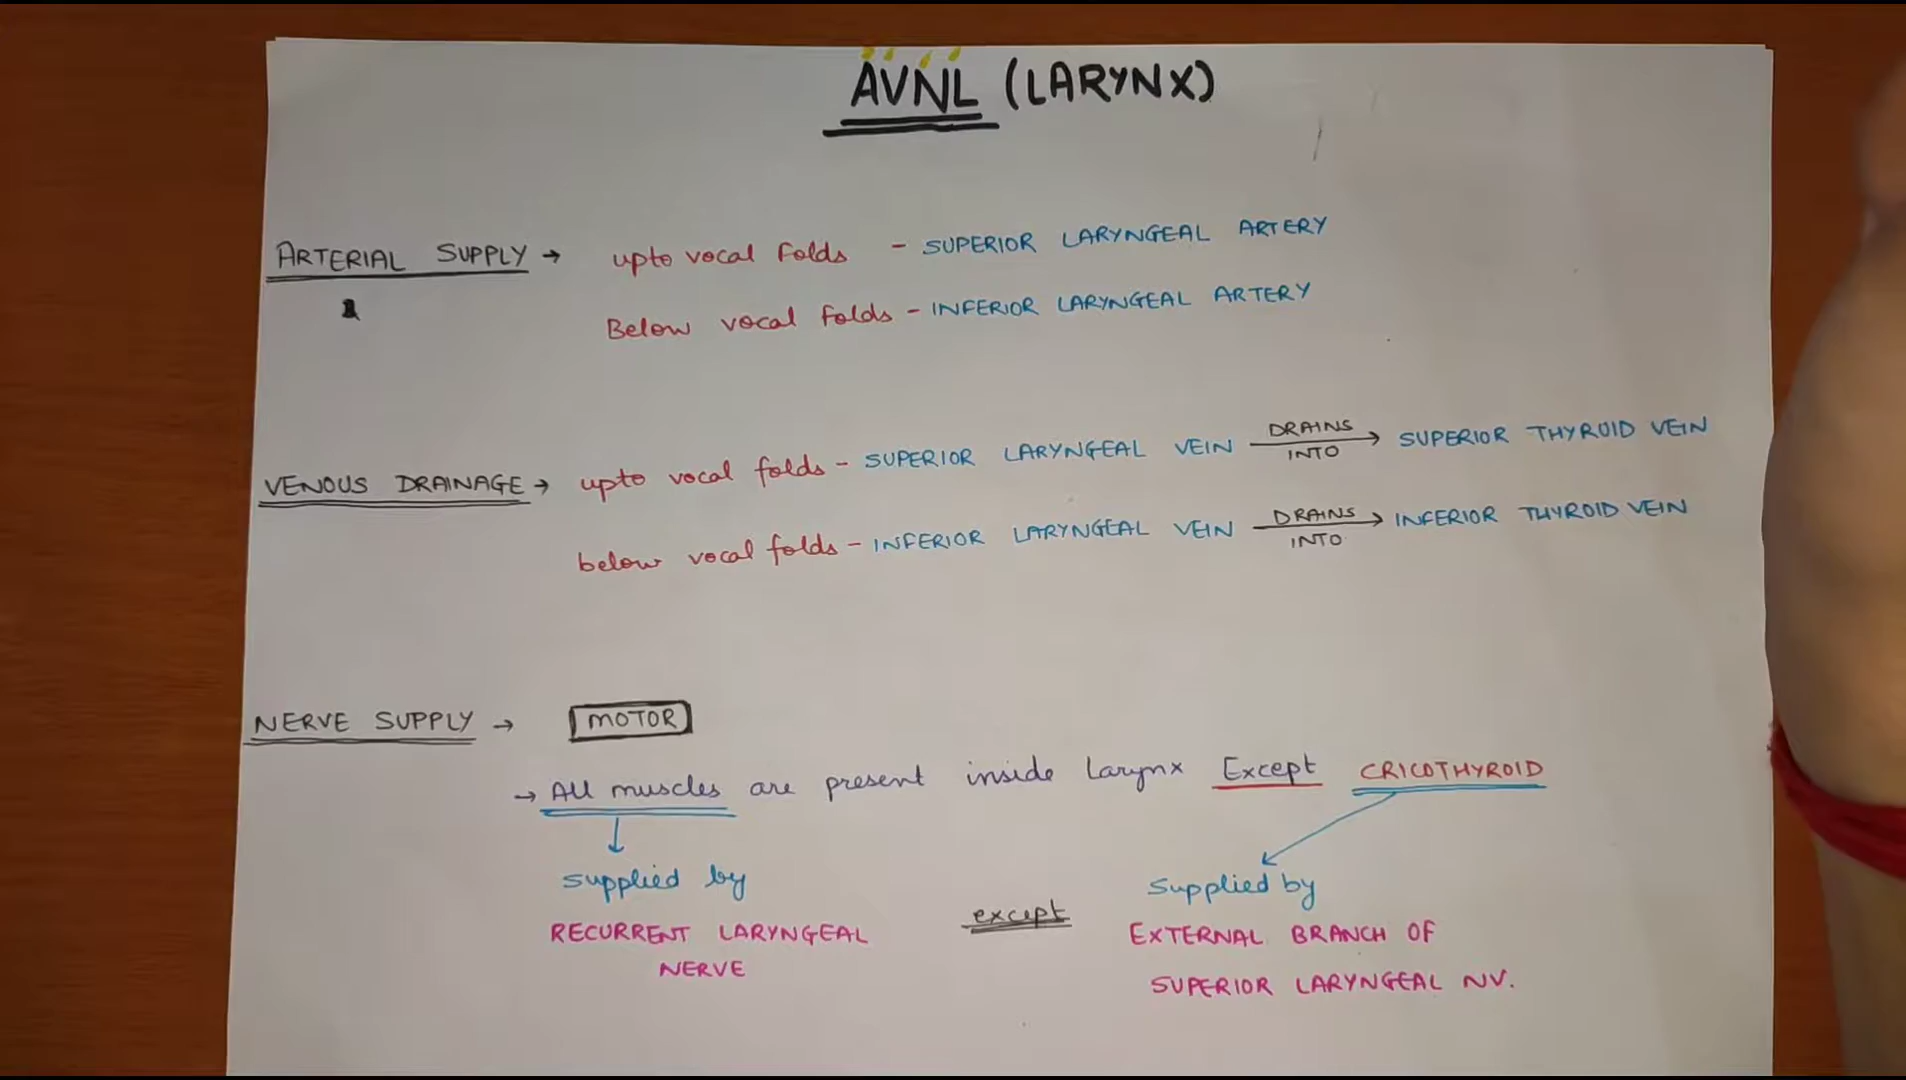 AVNL (LARYNX)
ARTERIAL SUPPLY → upto vocal folds - SUPERIOR LARYNGEAL ARTERY
Below vocal folds - INFERIOR LARYNGEAL ARTERY
VENOUS DRAINAGE → upto vocal folds - SUPERIOR LARYNGEAL VEIN DRAINS INTO → SUPERIOR THYROID VEIN
below vocal folds - INFERIOR LARYNGEAL VEIN DRAINS INTO → INFERIOR THYROID VEIN
NERVE SUPPLY → MOTOR
→ All muscles are present inside larynx Except CRICOTHYROID
supplied by
Supplied by
RECURRENT LARYNGEAL
NERVE
except
EXTERNAL BRANCH OF
SUPERIOR LARYNGEAL NV.